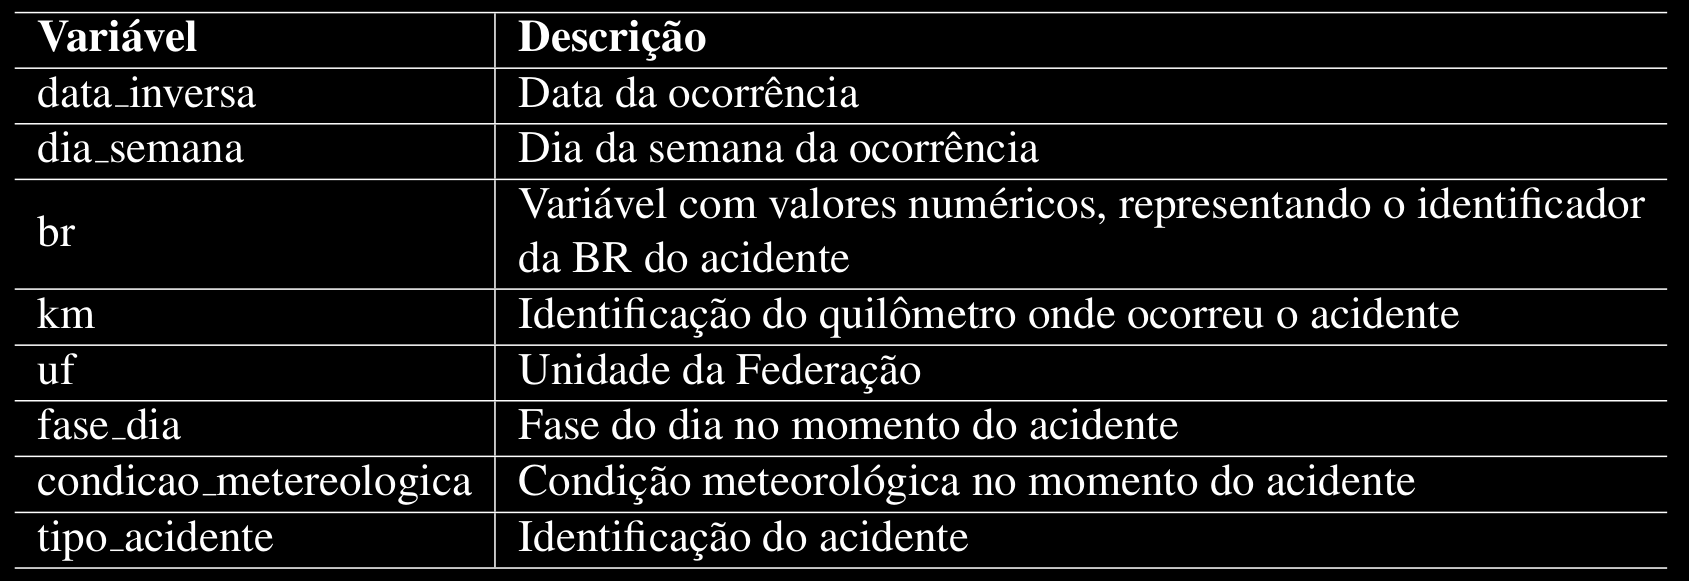 Variável Descrição
data_inversa Data da ocorrência
dia_semana Dia da semana da ocorrência
br Variável com valores numéricos, representando o identificador
da BR do acidente
km Identificação do quilômetro onde ocorreu o acidente
uf Unidade da Federação
fase_dia Fase do dia no momento do acidente
condicao_metereologica Condição meteorológica no momento do acidente
tipo_acidente Identificação do acidente